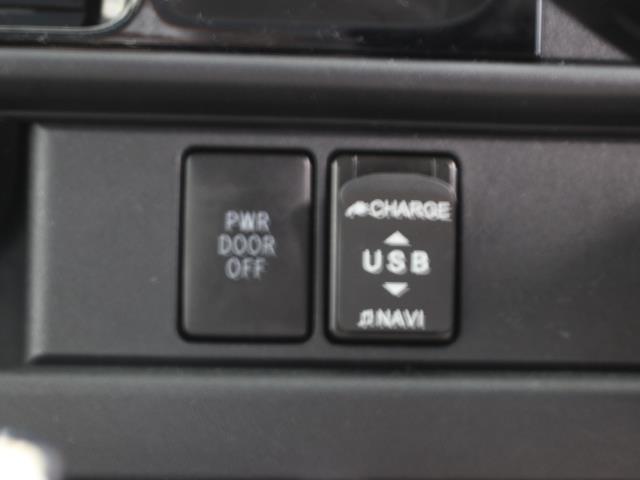 PWR
DOOR
OFF
CHARGE
USB
NAVI